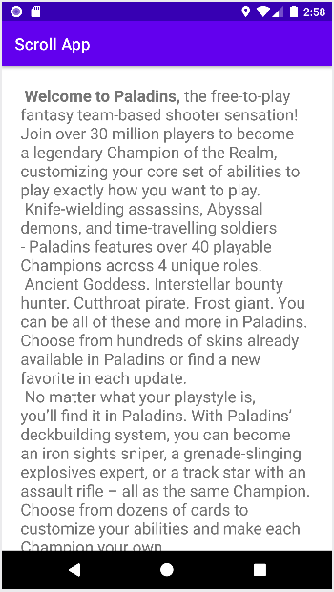 2:58
Scroll App
Welcome to Paladins, the free-to-play
fantasy team-based shooter sensation!
Join over 30 million players to become
a legendary Champion of the Realm,
customizing your core set of abilities to
play exactly how you want to play.
Knife-wielding assassins, Abyssal
demons, and time-travelling soldiers
- Paladins features over 40 playable
Champions across 4 unique roles.
Ancient Goddess. Interstellar bounty
hunter. Cutthroat pirate. Frost giant. You
can be all of these and more in Paladins.
Choose from hundreds of skins already
available in Paladins or find a new
favorite in each update.
No matter what your playstyle is,
you’ll find it in Paladins. With Paladins’
deckbuilding system, you can become
an iron sights sniper, a grenade-slinging
explosives expert, or a track star with an
assault rifle – all as the same Champion.
Choose from dozens of cards to
customize your abilities and make each
Champion your own